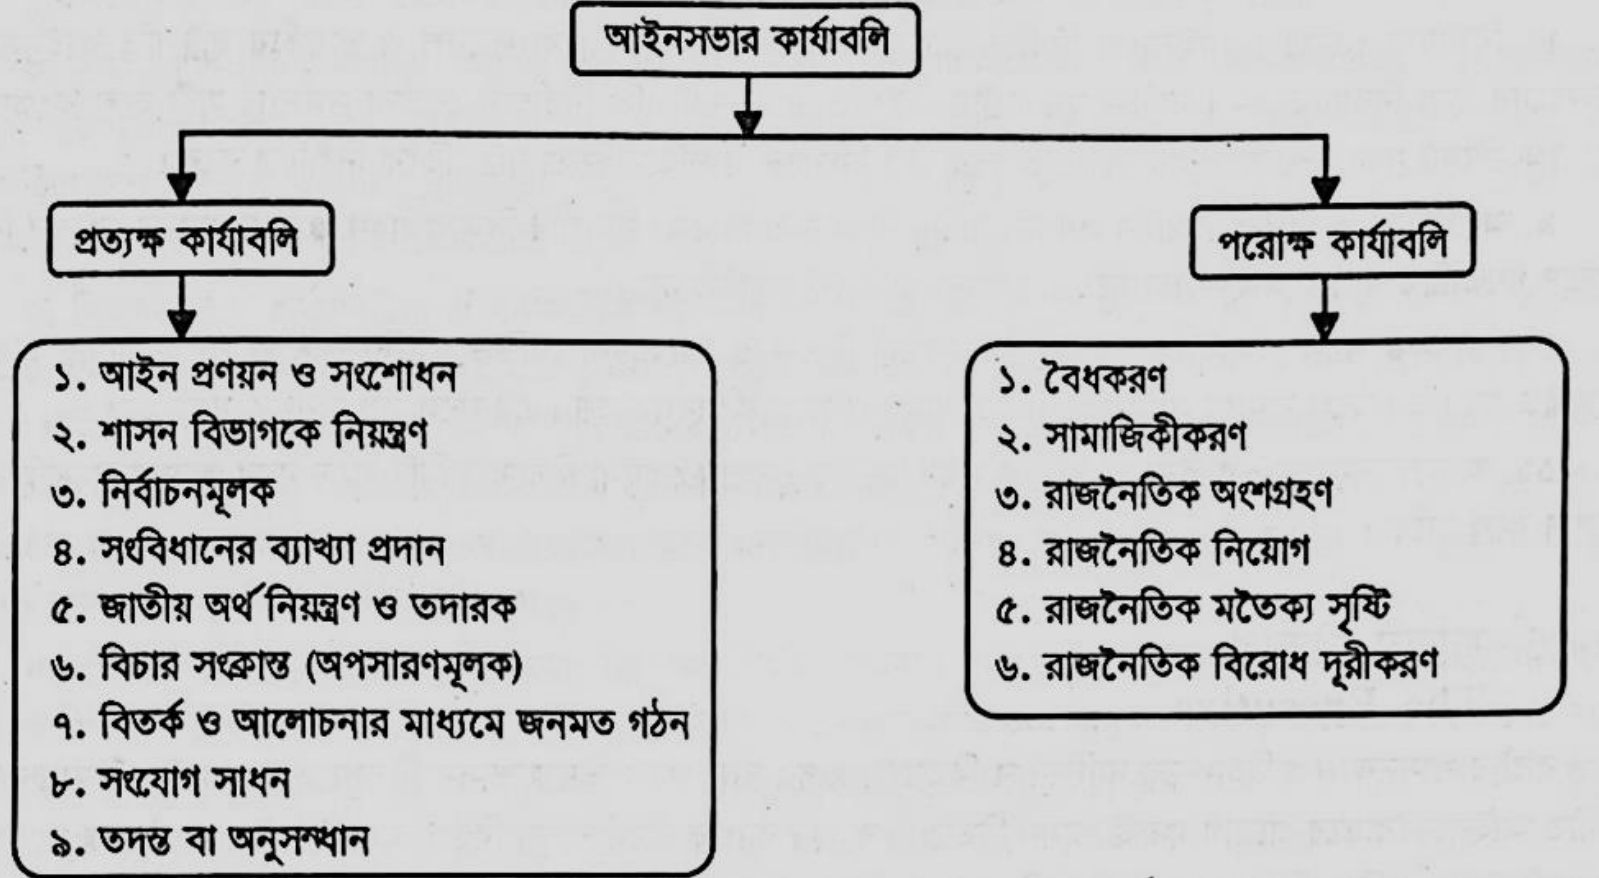 আইনসভার কার্যাবলি
প্রত্যক্ষ কার্যাবলি
১. আইন প্রণয়ন ও সংশোধন
২. শাসন বিভাগকে নিয়ন্ত্রণ
৩. নির্বাচনমূলক
৪. সংবিধানের ব্যাখ্যা প্রদান
৫. জাতীয় অর্থ নিয়ন্ত্রণ ও তদারক
৬. বিচার সংক্রান্ত (অপসারণমূলক)
৭. বিতর্ক ও আলোচনার মাধ্যমে জনমত গঠন
৮. সংযোগ সাধন
৯. তদন্ত বা অনুসন্ধান
পরোক্ষ কার্যাবলি
১. বৈধকরণ
২. সামাজিকীকরণ
৩. রাজনৈতিক অংশগ্রহণ
৪. রাজনৈতিক নিয়োগ
৫. রাজনৈতিক মতৈক্য সৃষ্টি
৬. রাজনৈতিক বিরোধ দূরীকরণ